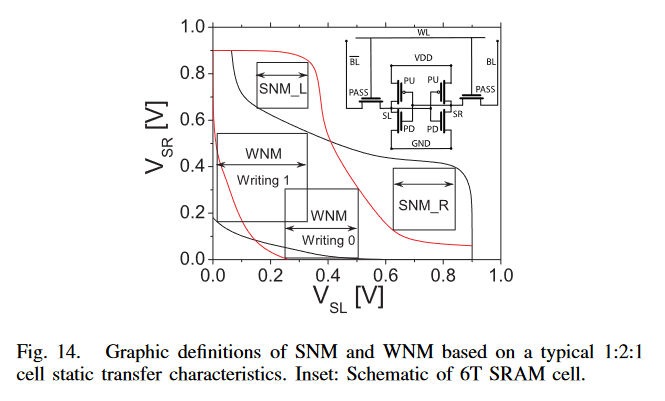 1.0
0.8
0.6
0.4
0.2
0.0
V_SR [V]
0.0 0.2 0.4 0.6 0.8 1.0
V_SL [V]
SNM_L
WNM
Writing 1
WNM
Writing 0
SNM_R
WL
BL VDD BL
PU PU
PASS PASS
SL SR
PD PD
GND
Fig. 14. Graphic definitions of SNM and WNM based on a typical 1:2:1
cell static transfer characteristics. Inset: Schematic of 6T SRAM cell.